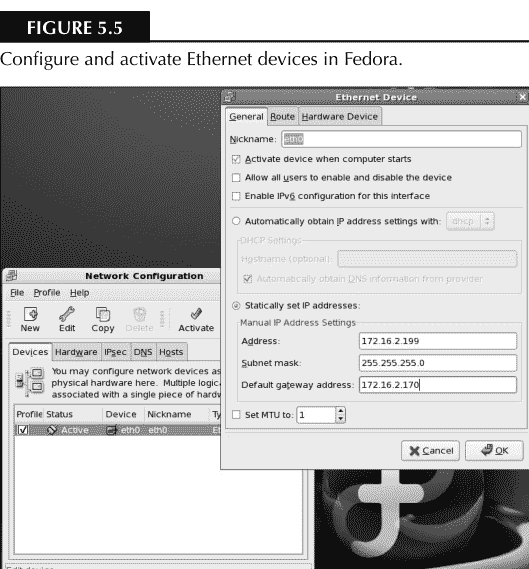 FIGURE 5.5
Configure and activate Ethernet devices in Fedora.
Ethernet Device
General Route Hardware Device
Nickname: eth0
Activate device when computer starts
Allow all users to enable and disable the device
Enable IPv6 configuration for this interface
Automatically obtain IP address settings with: dhcp
DHCP Settings
Hostname (optional):
Automatically obtain DNS information from provider
Statically set IP addresses:
Manual IP Address Settings
Address: 172.16.2.199
Subnet mask: 255.255.255.0
Default gateway address: 172.16.2.170
Set MTU to: 1
Cancel OK
Network Configuration
File Profile Help
New Edit Copy Delete Activate
Devices Hardware IPsec DNS Hosts
You may configure network devices as
physical hardware here. Multiple logic
associated with a single piece of hardw
Profile Status Device Nickname Ty
Active eth0 eth0 Et
Edit device